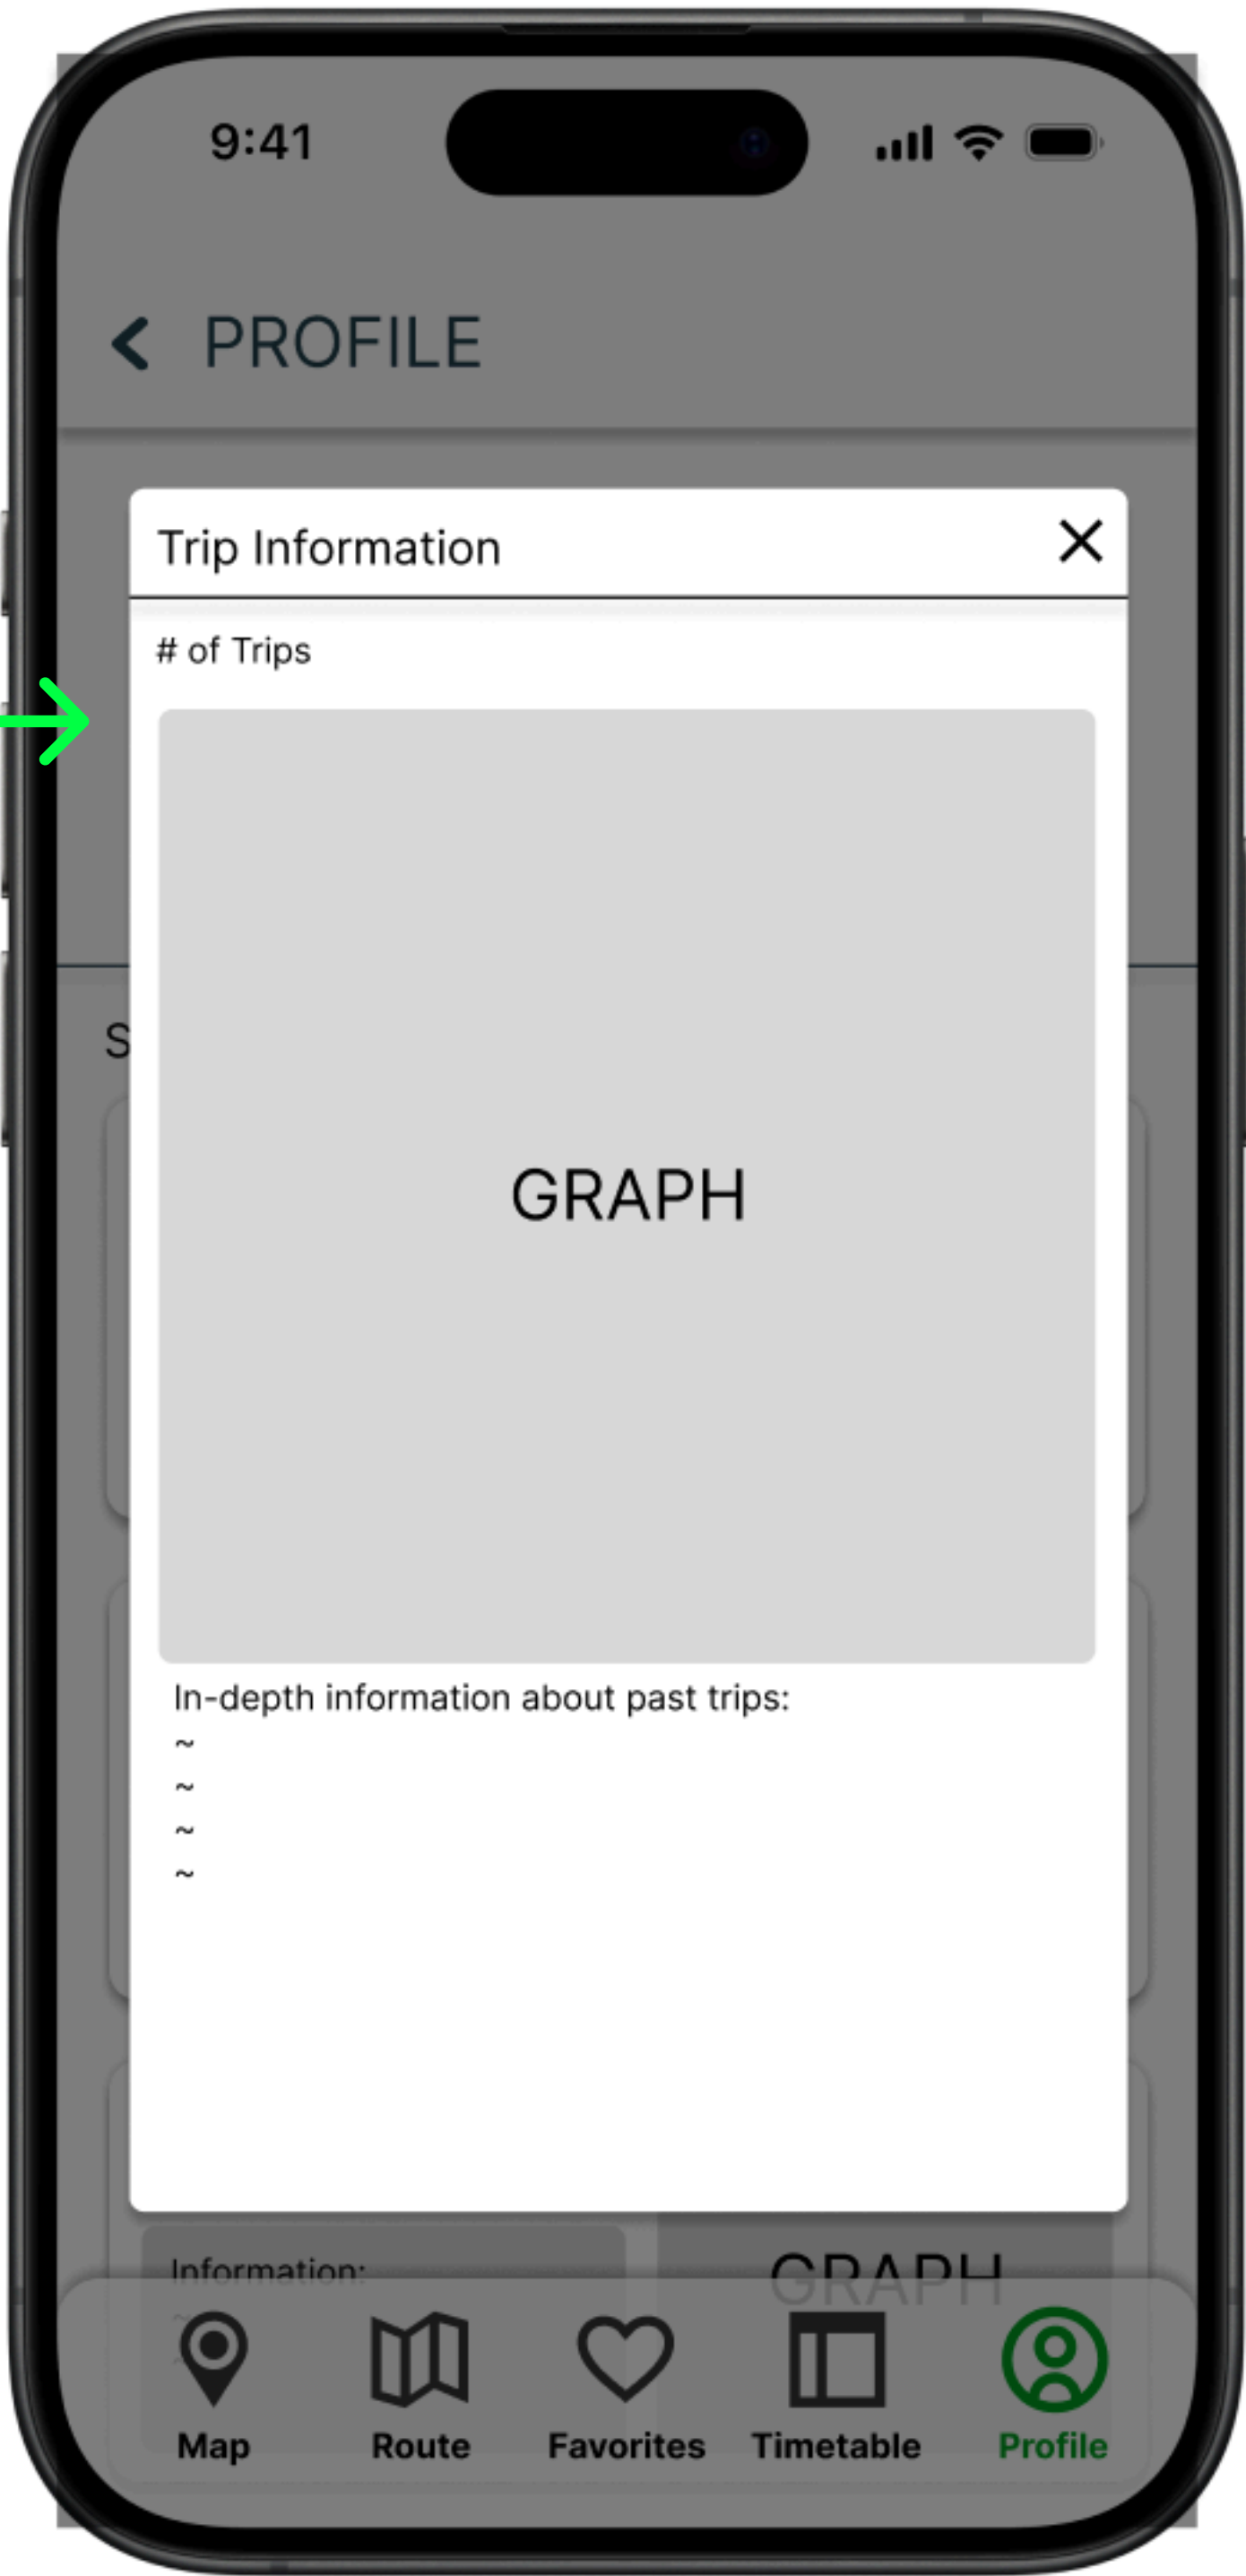 9:41
PROFILE
Trip Information
# of Trips
GRAPH
In-depth information about past trips:
~
~
~
~
S
Information:
GRAPH
~
~
Map Route Favorites Timetable Profile